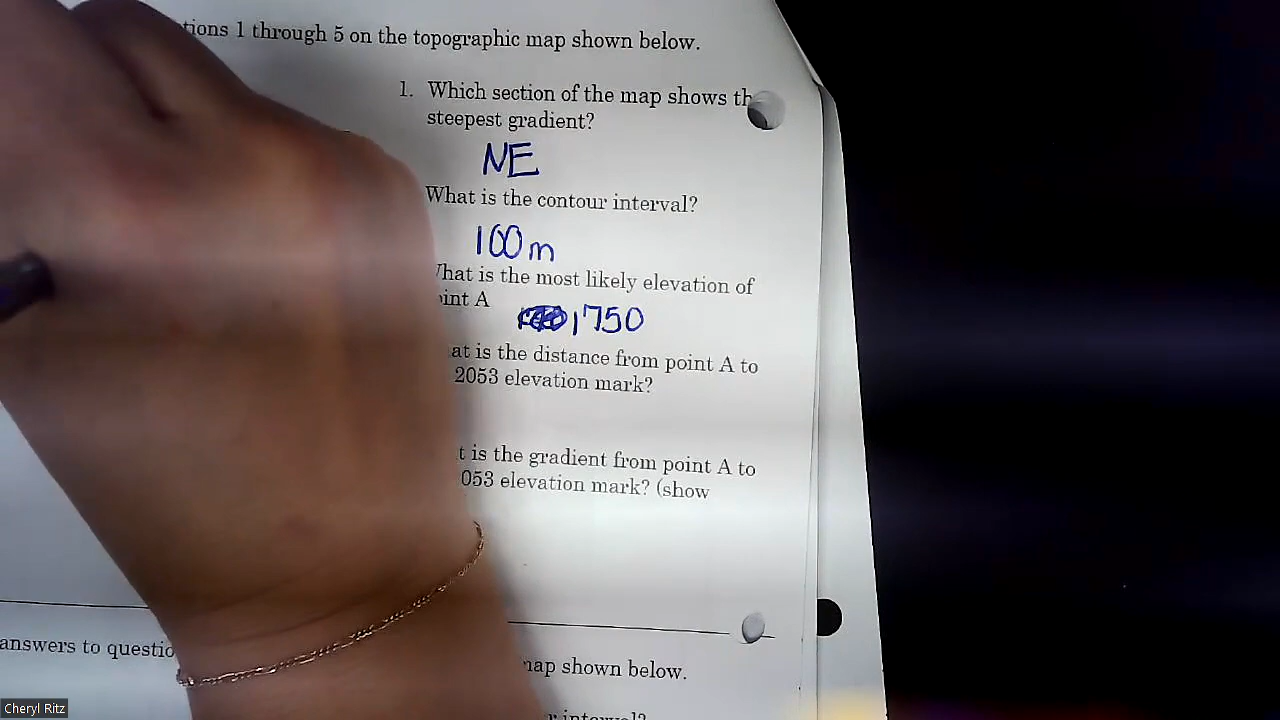 tions 1 through 5 on the topographic map shown below.
1. Which section of the map shows th
steepest gradient?
NE
What is the contour interval?
100m
hat is the most likely elevation of
int A
1750
at is the distance from point A to
2053 elevation mark?
t is the gradient from point A to
053 elevation mark? (show
answers to questio
map shown below.
Cheryl Ritz